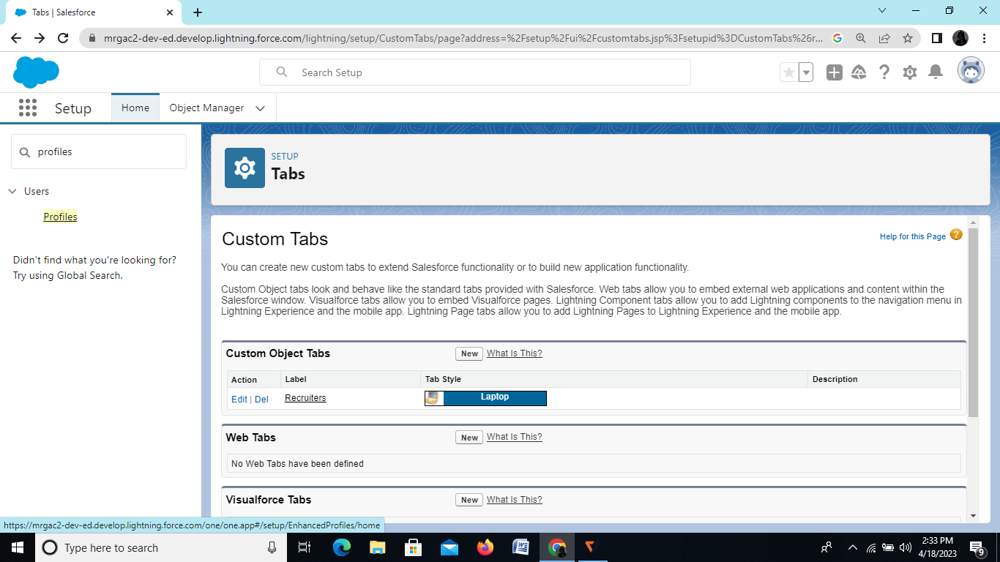 Tabs | Salesforce
mrgac2-dev-ed.develop.lightning.force.com/lightning/setup/CustomTabs/page?address=%2Fsetup%2Fui%2Fcustomtabs.jsp%3Fsetupid%3DCustomTabs%26r...
Search Setup
Setup
Home
Object Manager
profiles
Users
Profiles
Didn't find what you're looking for?
Try using Global Search.
SETUP
Tabs
Custom Tabs
Help for this Page ?
You can create new custom tabs to extend Salesforce functionality or to build new application functionality.
Custom Object tabs look and behave like the standard tabs provided with Salesforce. Web tabs allow you to embed external web applications and content within the
Salesforce window. Visualforce tabs allow you to embed Visualforce pages. Lightning Component tabs allow you to add Lightning components to the navigation menu in
Lightning Experience and the mobile app. Lightning Page tabs allow you to add Lightning Pages to Lightning Experience and the mobile app.
Custom Object Tabs New What Is This?
Action Label Tab Style Description
Edit | Del Recruiters Laptop
Web Tabs New What Is This?
No Web Tabs have been defined
Visualforce Tabs New What Is This?
https://mrgac2-dev-ed.develop.lightning.force.com/one/one.app#/setup/EnhancedProfiles/home
Type here to search
2:33 PM
4/18/2023
9